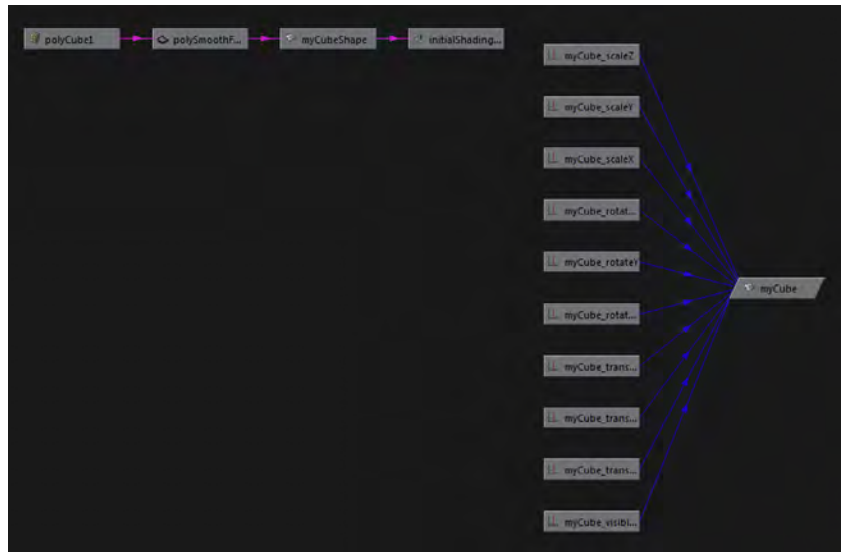 polyCube1
polySmoothF...
myCubeShape
initialShading...
myCube_scaleZ
myCube_scaleY
myCube_scaleX
myCube_rotat...
myCube_rotateY
myCube_rotat...
myCube_trans...
myCube_trans...
myCube_trans...
myCube_visibi...
myCube